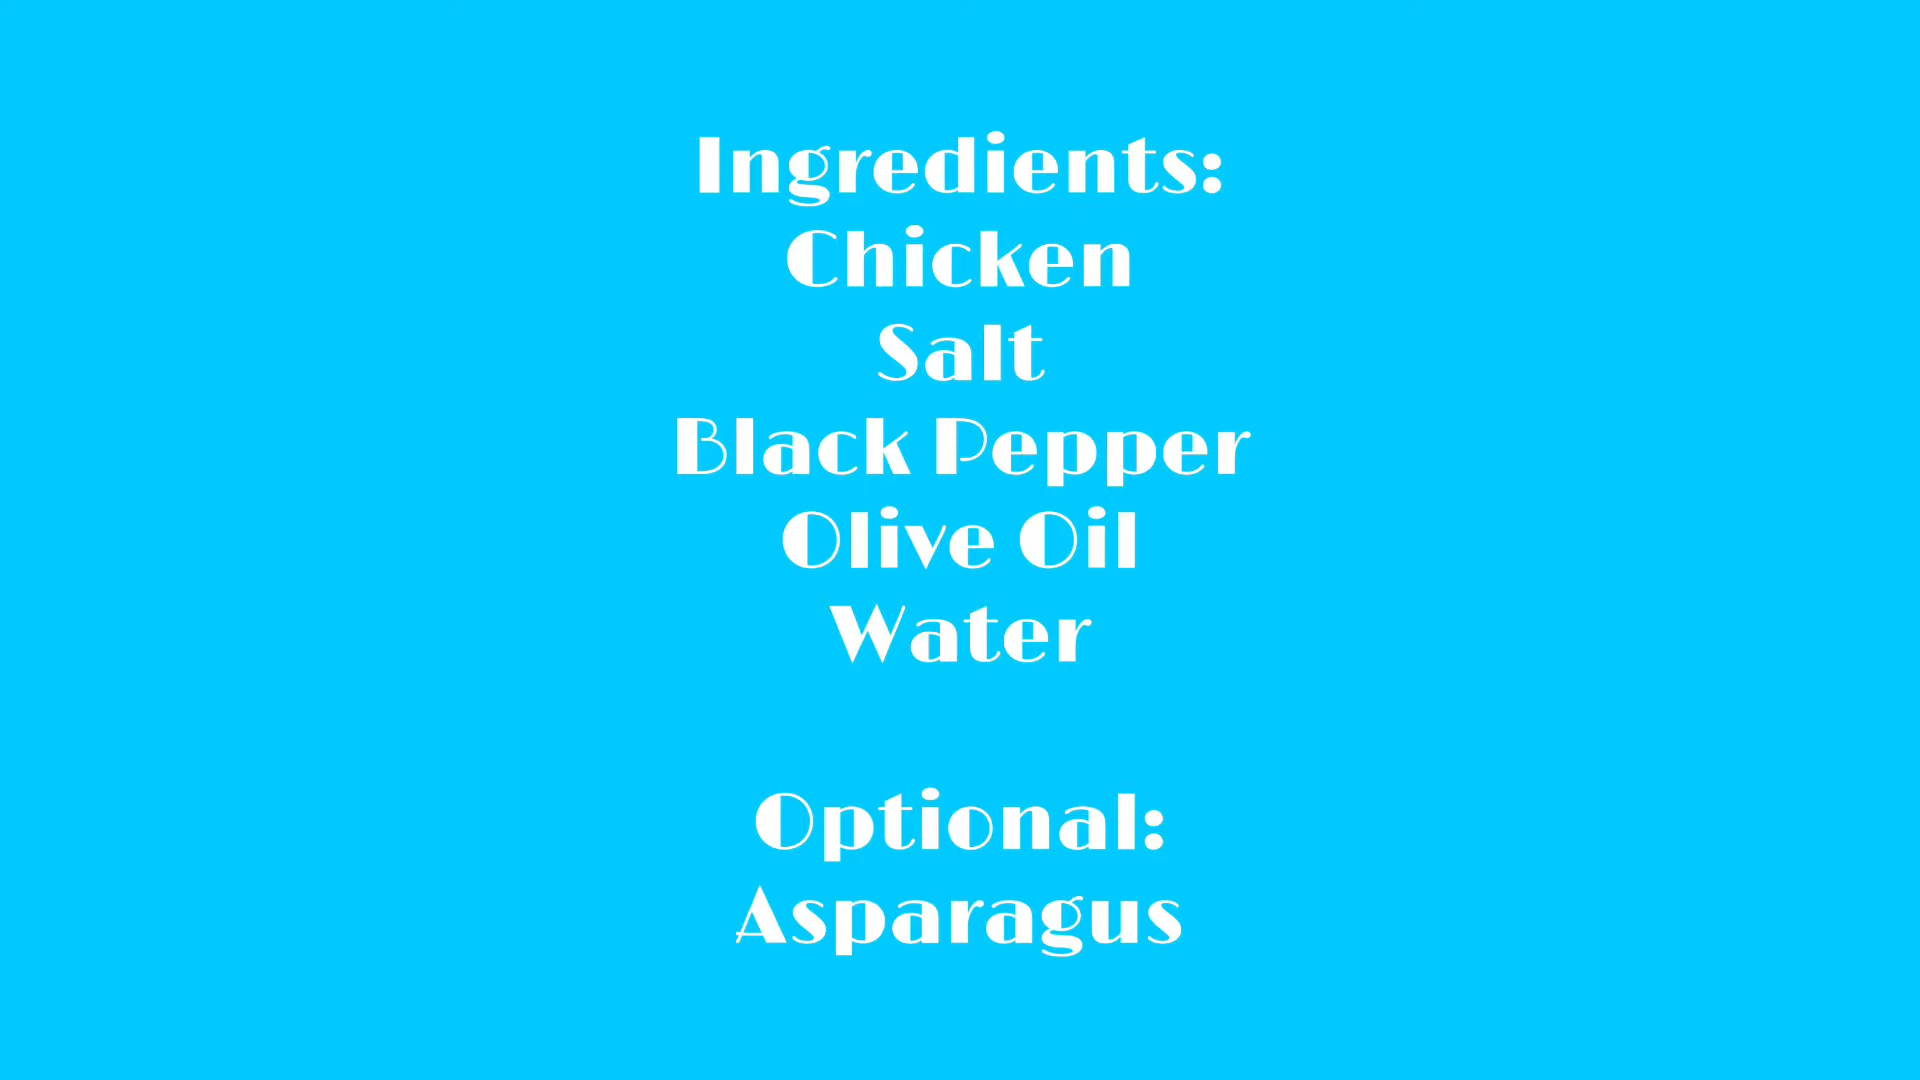 Ingredients:
Chicken
Salt
Black Pepper
Olive Oil
Water
Optional:
Asparagus